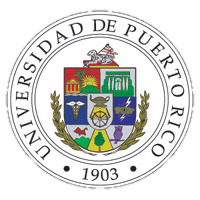 UNIVERSIDAD DE PUERTO RICO
• 1903 •